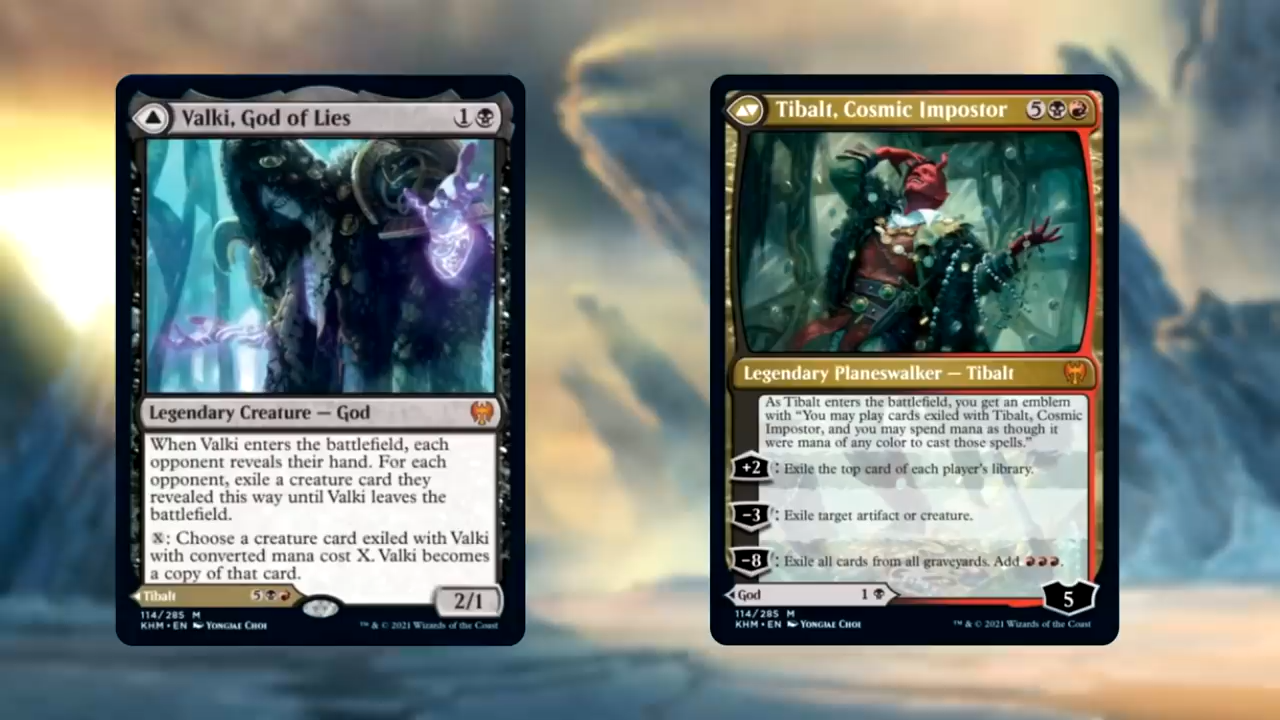 Valki, God of Lies 1
Legendary Creature — God
When Valki enters the battlefield, each
opponent reveals their hand. For each
opponent, exile a creature card they
revealed this way until Valki leaves the
battlefield.
X: Choose a creature card exiled with Valki
with converted mana cost X. Valki becomes
a copy of that card.
Tibalt 5
2/1
114/285 M
KHM • EN Yongjae Choi
™ & © 2021 Wizards of the Coast
Tibalt, Cosmic Impostor 5
Legendary Planeswalker — Tibalt
As Tibalt enters the battlefield, you get an emblem
with “You may play cards exiled with Tibalt, Cosmic
Impostor, and you may spend mana as though it
were mana of any color to cast those spells.”
+2 : Exile the top card of each player's library.
−3 : Exile target artifact or creature.
−8 : Exile all cards from all graveyards. Add
God 1
5
114/285 M
KHM • EN Yongjae Choi
™ & © 2021 Wizards of the Coast